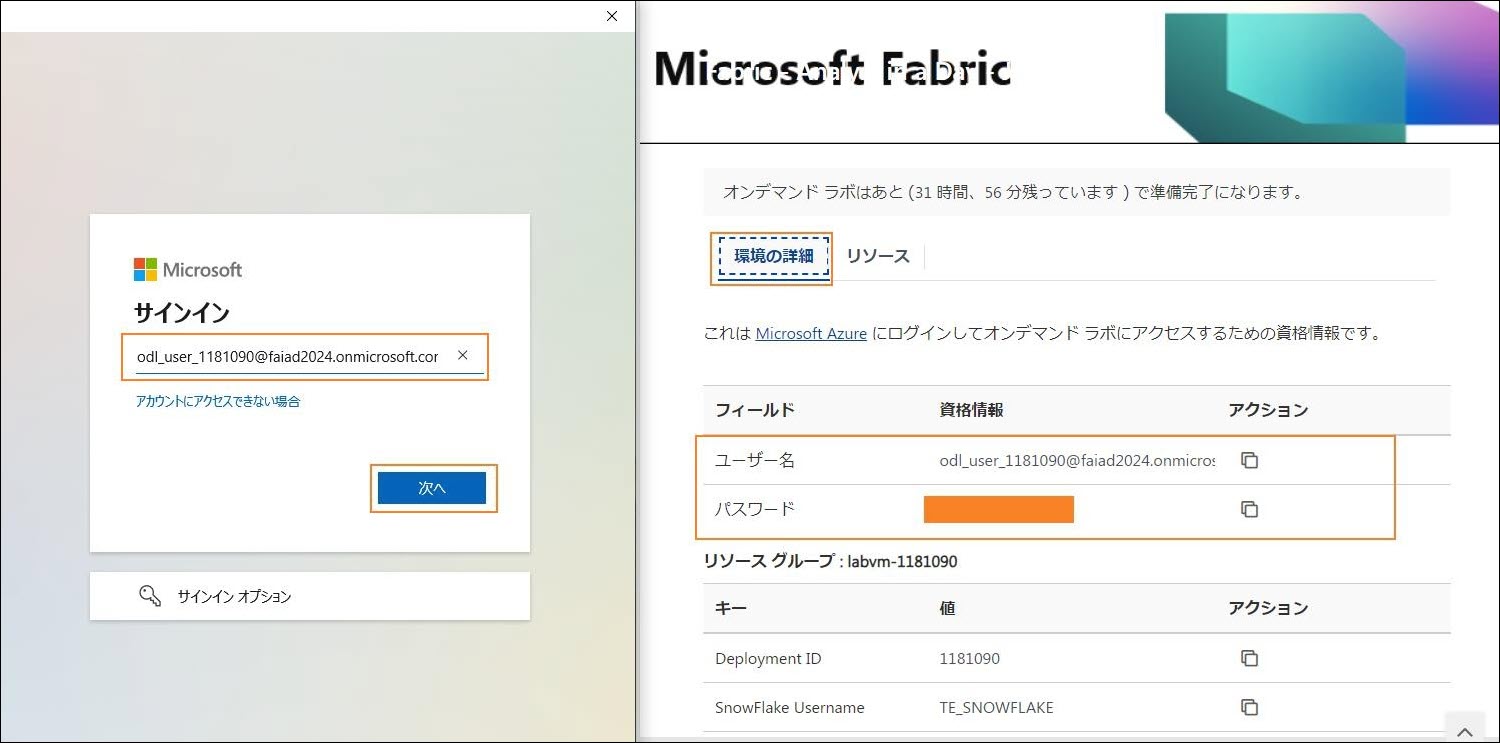 Microsoft
サインイン
odl_user_1181090@faiad2024.onmicrosoft.cor
アカウントにアクセスできない場合
次へ
サインイン オプション
Microsoft Fabric
オンデマンド ラボはあと (31 時間、56 分残っています ) で準備完了になります。
環境の詳細 リソース
これは Microsoft Azure にログインしてオンデマンド ラボにアクセスするための資格情報です。
フィールド 資格情報 アクション
ユーザー名 odl_user_1181090@faiad2024.onmicros
パスワード
リソース グループ : labvm-1181090
キー 値 アクション
Deployment ID 1181090
SnowFlake Username TE_SNOWFLAKE